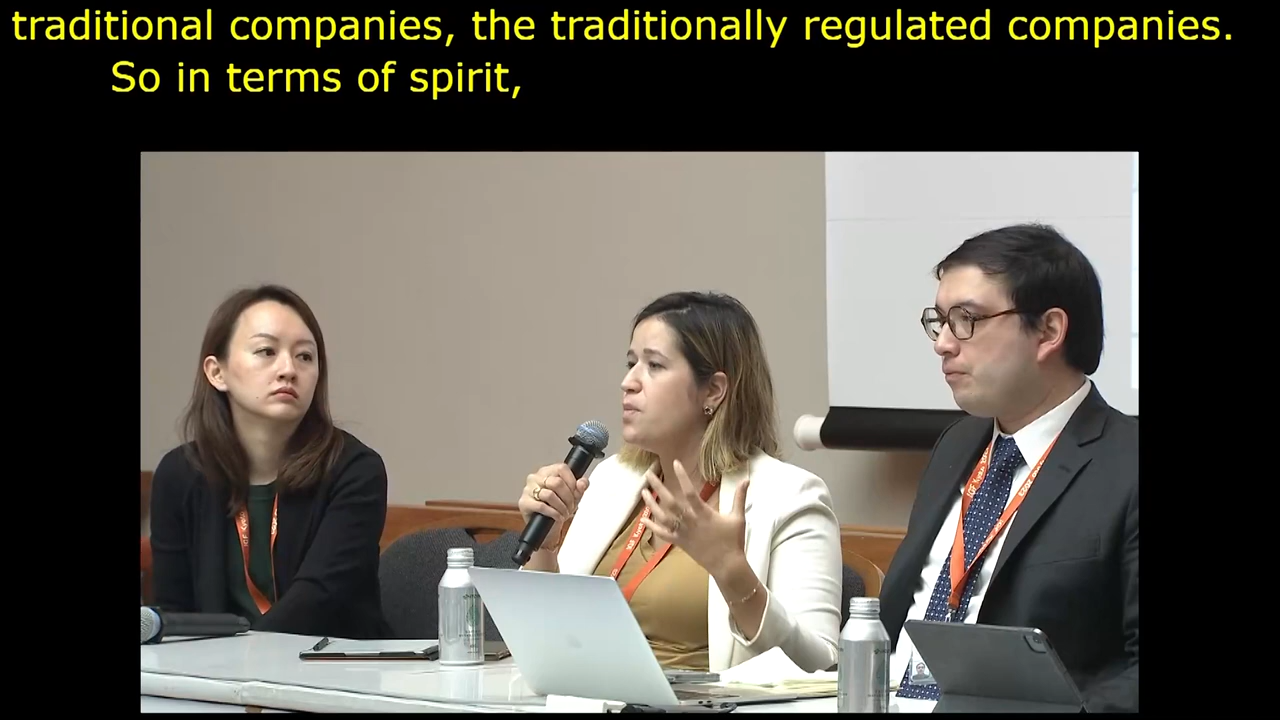 traditional companies, the traditionally regulated companies.
So in terms of spirit,